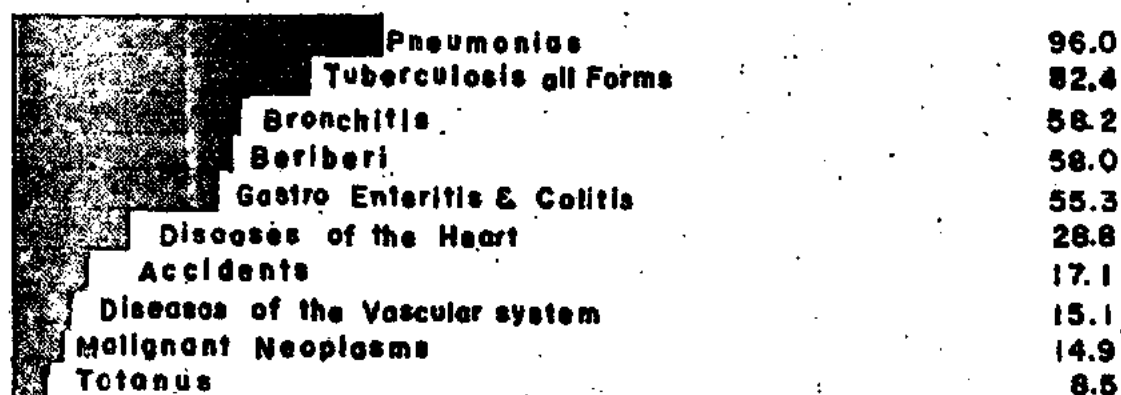 Pneumonias 96.0
Tuberculosis all Forms 82.4
Bronchitis 58.2
Beriberi 58.0
Gastro Enteritis & Colitis 55.3
Diseases of the Heart 28.8
Accidents 17.1
Diseases of the Vascular system 15.1
Malignant Neoplasms 14.9
Tetanus 8.5